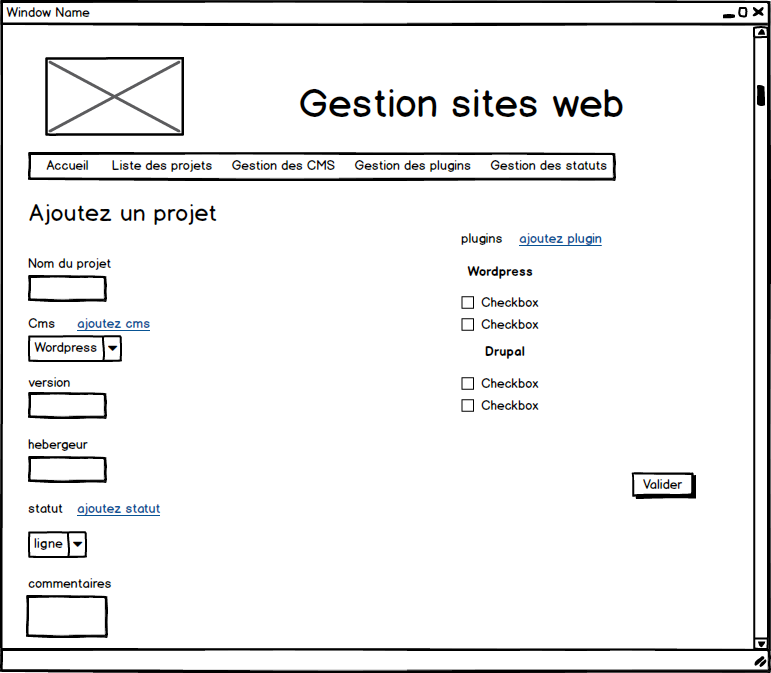 Window Name
Gestion sites web
Accueil Liste des projets Gestion des CMS Gestion des plugins Gestion des statuts
Ajoutez un projet
Nom du projet
Cms ajoutez cms
Wordpress
version
hebergeur
statut ajoutez statut
ligne
commentaires
plugins ajoutez plugin
Wordpress
Checkbox
Checkbox
Drupal
Checkbox
Checkbox
Valider